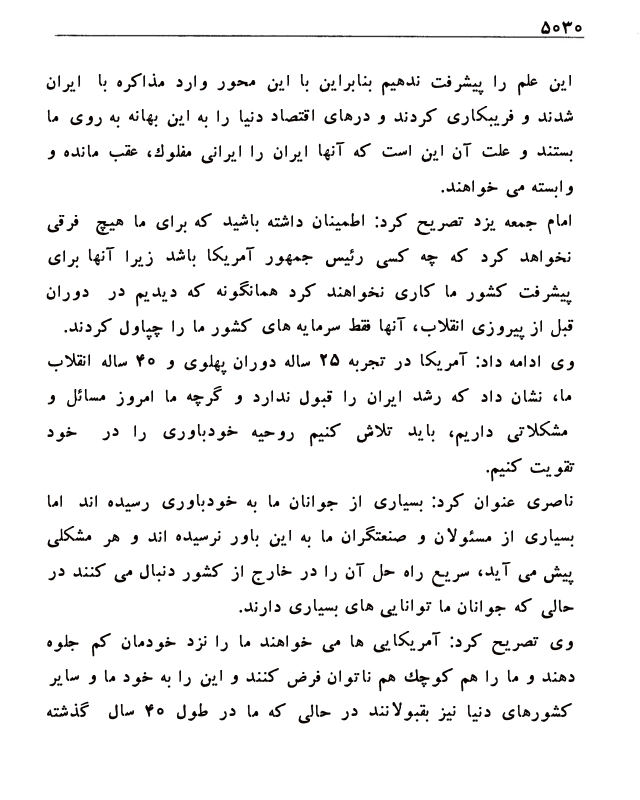 ۵۰۳۰
این علم را پیشرفت ندهیم بنابراین با این محور وارد مذاکره با ایران
شدند و فریبکاری کردند و درهای اقتصاد دنیا را به این بهانه به روی ما
بستند و علت آن این است که آنها ایران را ایرانی مفلوك، عقب مانده و
وابسته می خواهند.
امام جمعه یزد تصریح کرد: اطمینان داشته باشید که برای ما هیچ فرقی
نخواهد کرد که چه کسی رئیس جمهور آمریکا باشد زیرا آنها برای
پیشرفت کشور ما کاری نخواهند کرد همانگونه که دیدیم در دوران
قبل از پیروزی انقلاب، آنها فقط سرمایه های کشور ما را چپاول کردند.
وی ادامه داد: آمریکا در تجربه ۲۵ ساله دوران پهلوی و ۴۰ ساله انقلاب
ما، نشان داد که رشد ایران را قبول ندارد و گرچه ما امروز مسائل و
مشکلاتی داریم، باید تلاش کنیم روحیه خودباوری را در خود
تقویت کنیم.
ناصری عنوان کرد: بسیاری از جوانان ما به خودباوری رسیده اند اما
بسیاری از مسئولان و صنعتگران ما به این باور نرسیده اند و هر مشکلی
پیش می آید، سریع راه حل آن را در خارج از کشور دنبال می کنند در
حالی که جوانان ما توانایی های بسیاری دارند.
وی تصریح کرد: آمریکایی ها می خواهند ما را نزد خودمان کم جلوه
دهند و ما را هم کوچك هم ناتوان فرض کنند و این را به خود ما و سایر
کشورهای دنیا نیز بقبولانند در حالی که ما در طول ۴۰ سال گذشته